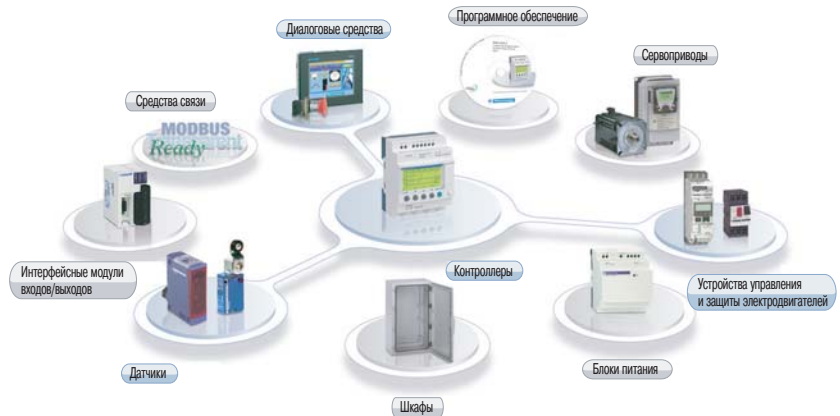 Программное обеспечение
Диалоговые средства
Сервоприводы
Средства связи
MODBUS
Ready
Контроллеры
Интерфейсные модули
входов/выходов
Устройства управления
и защиты электродвигателей
Датчики
Блоки питания
Шкафы